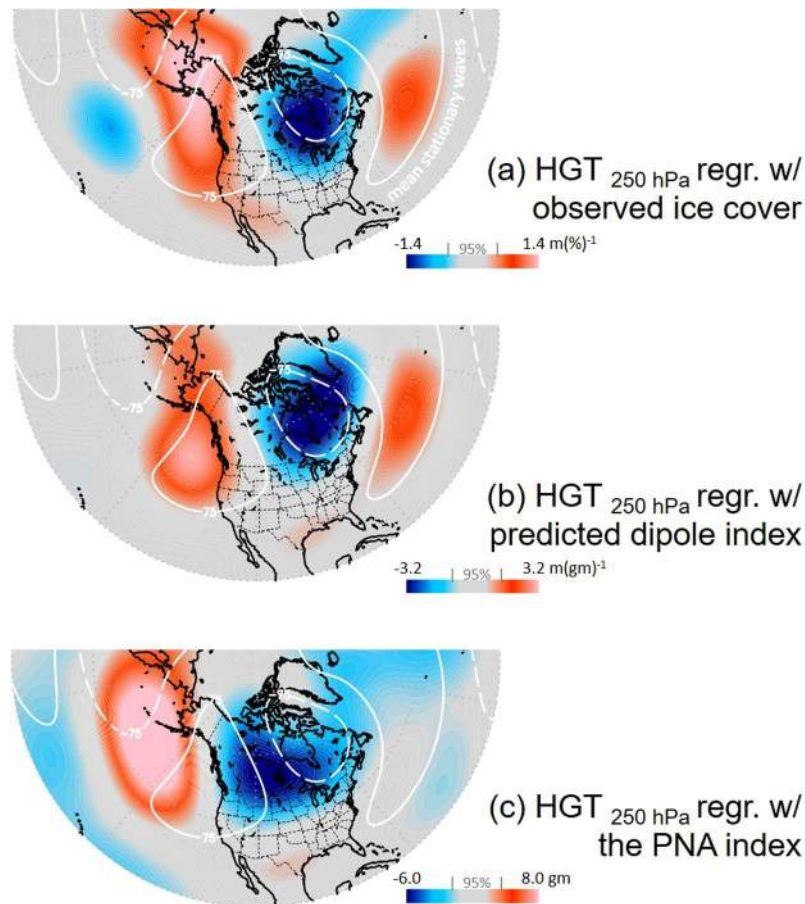 -75
-75
75
mean stationary waves
(a) HGT 250 hPa regr. w/
observed ice cover
-1.4 | 95% | 1.4 m(%)-1
-75
-75
75
(b) HGT 250 hPa regr. w/
predicted dipole index
-3.2 | 95% | 3.2 m(gm)-1
-75
-75
75
(c) HGT 250 hPa regr. w/
the PNA index
-6.0 | 95% | 8.0 gm